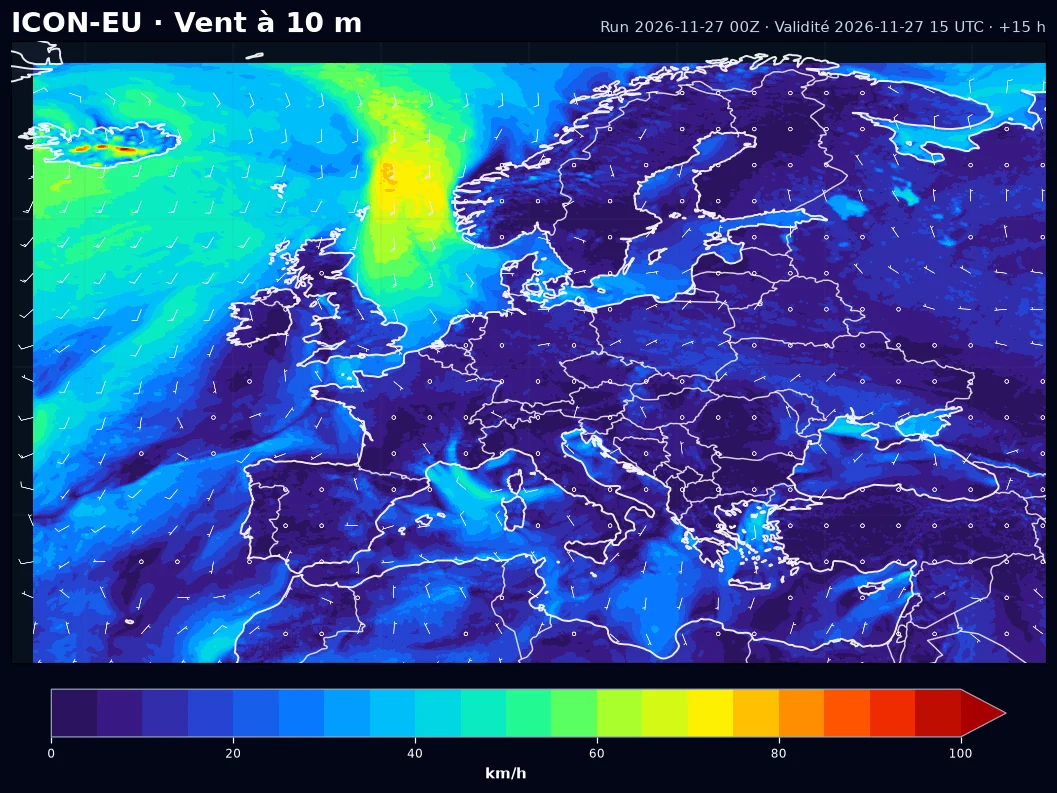 ICON-EU · Vent à 10 m
Run 2026-11-27 00Z · Validité 2026-11-27 15 UTC · +15 h
0 20 40 60 80 100
km/h